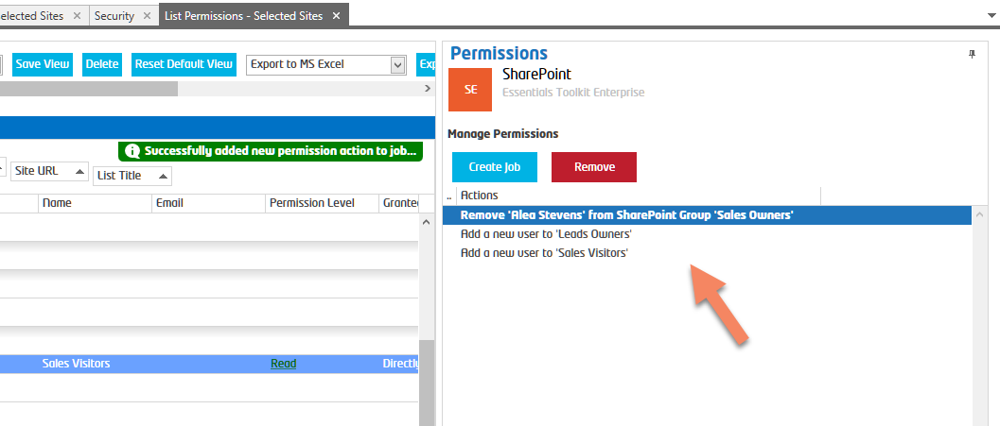 elected Sites
Security
List Permissions - Selected Sites
Save View
Delete
Reset Default View
Export to MS Excel
Successfully added new permission action to job...
Site URL
List Title
Name
Email
Permission Level
Sales Visitors
Read
Permissions
SE
SharePoint
Essentials Toolkit Enterprise
Manage Permissions
Create Job
Remove
..
Actions
Remove 'Alea Stevens' from SharePoint Group 'Sales Owners'
Add a new user to 'Leads Owners'
Add a new user to 'Sales Visitors'